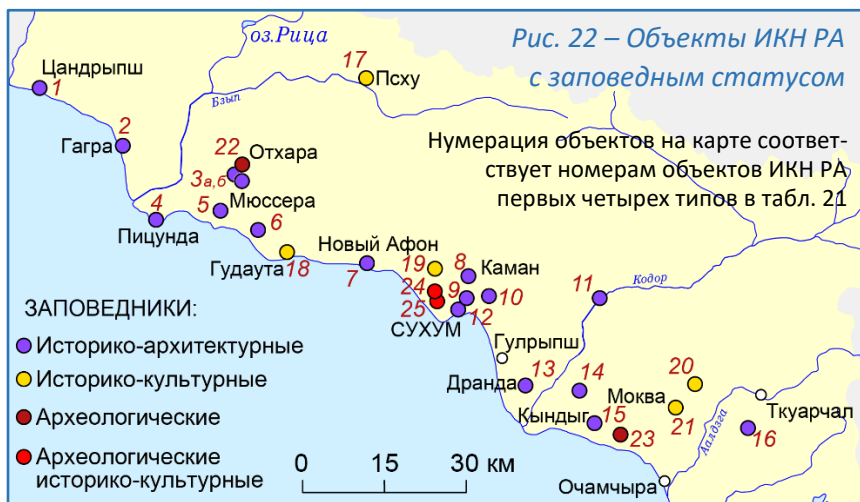 Рис. 22 – Объекты ИКН РА
с заповедным статусом
Нумерация объектов на карте соответ-
ствует номерам объектов ИКН РА
первых четырех типов в табл. 21
оз.Рица
17
Псху
Цандрыпш
1
Бзып
2
Гагра
22
Отхара
3а,б
4
5
Мюссера
Пицунда
6
Гудаута
18
Новый Афон
7
19
8
Каман
24
9
10
25
12
СУХУМ
11
Кодор
Гулрыпш
13
Дранда
14
20
Моква
21
Ткуарчал
Кындыг
15
23
Аалдзга
16
Очамчыра
ЗАПОВЕДНИКИ:
Историко-архитектурные
Историко-культурные
Археологические
Археологические
историко-культурные
0 15 30 км